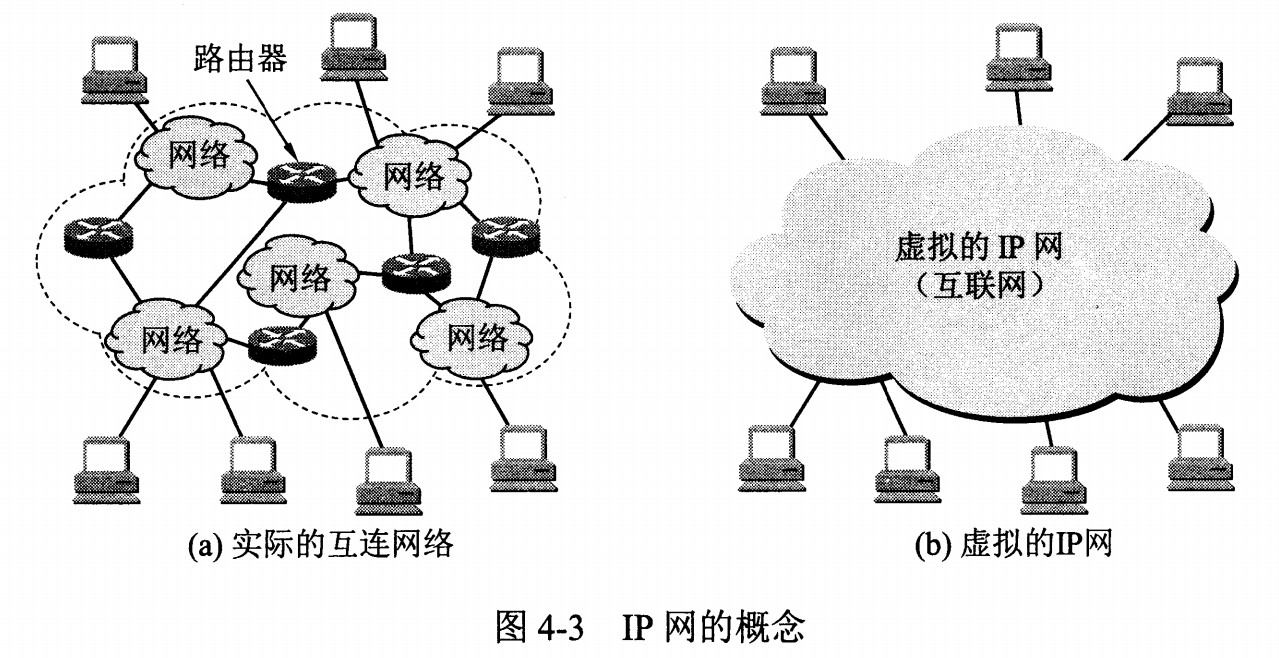 路由器
网络
网络
网络
网络
网络
(a) 实际的互连网络
虚拟的 IP 网
（互联网）
(b) 虚拟的IP网
图 4-3 IP 网的概念